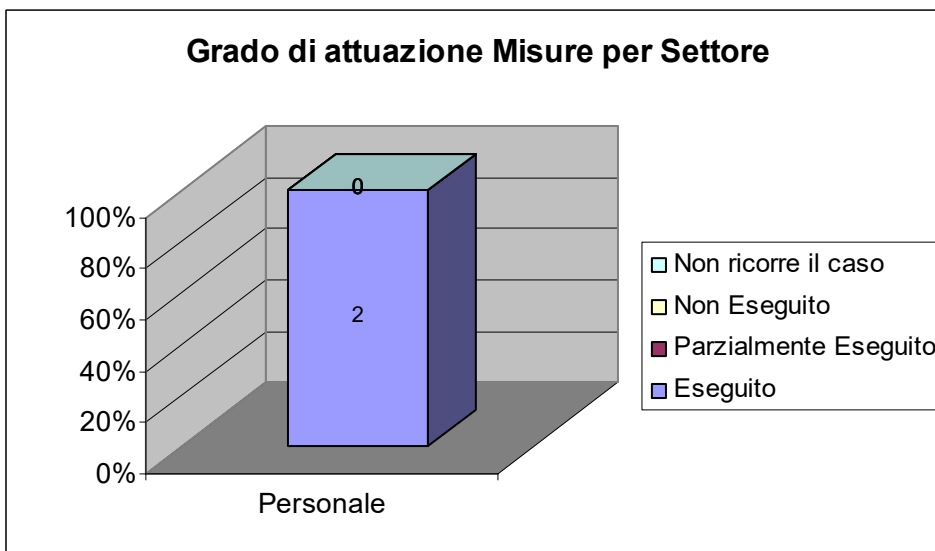 Grado di attuazione Misure per Settore
100%
80%
60%
40%
20%
0%
0
2
Personale
Non ricorre il caso
Non Eseguito
Parzialmente Eseguito
Eseguito